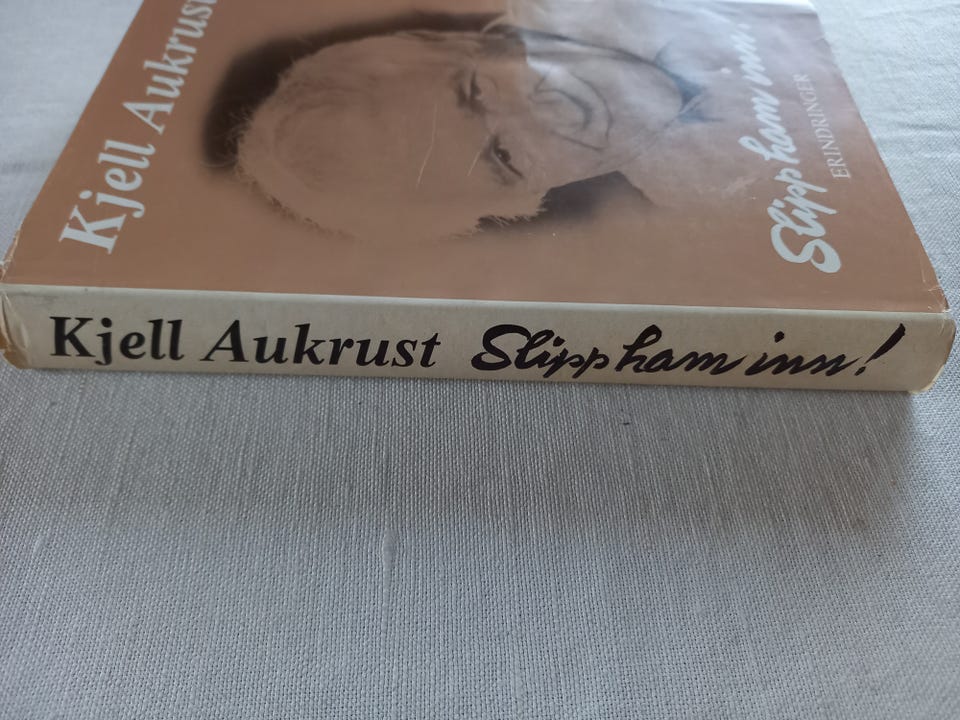 Kjell Aukrust
Slipp ham inn!
ERINDRINGER
Kjell Aukrust Slipp ham inn!